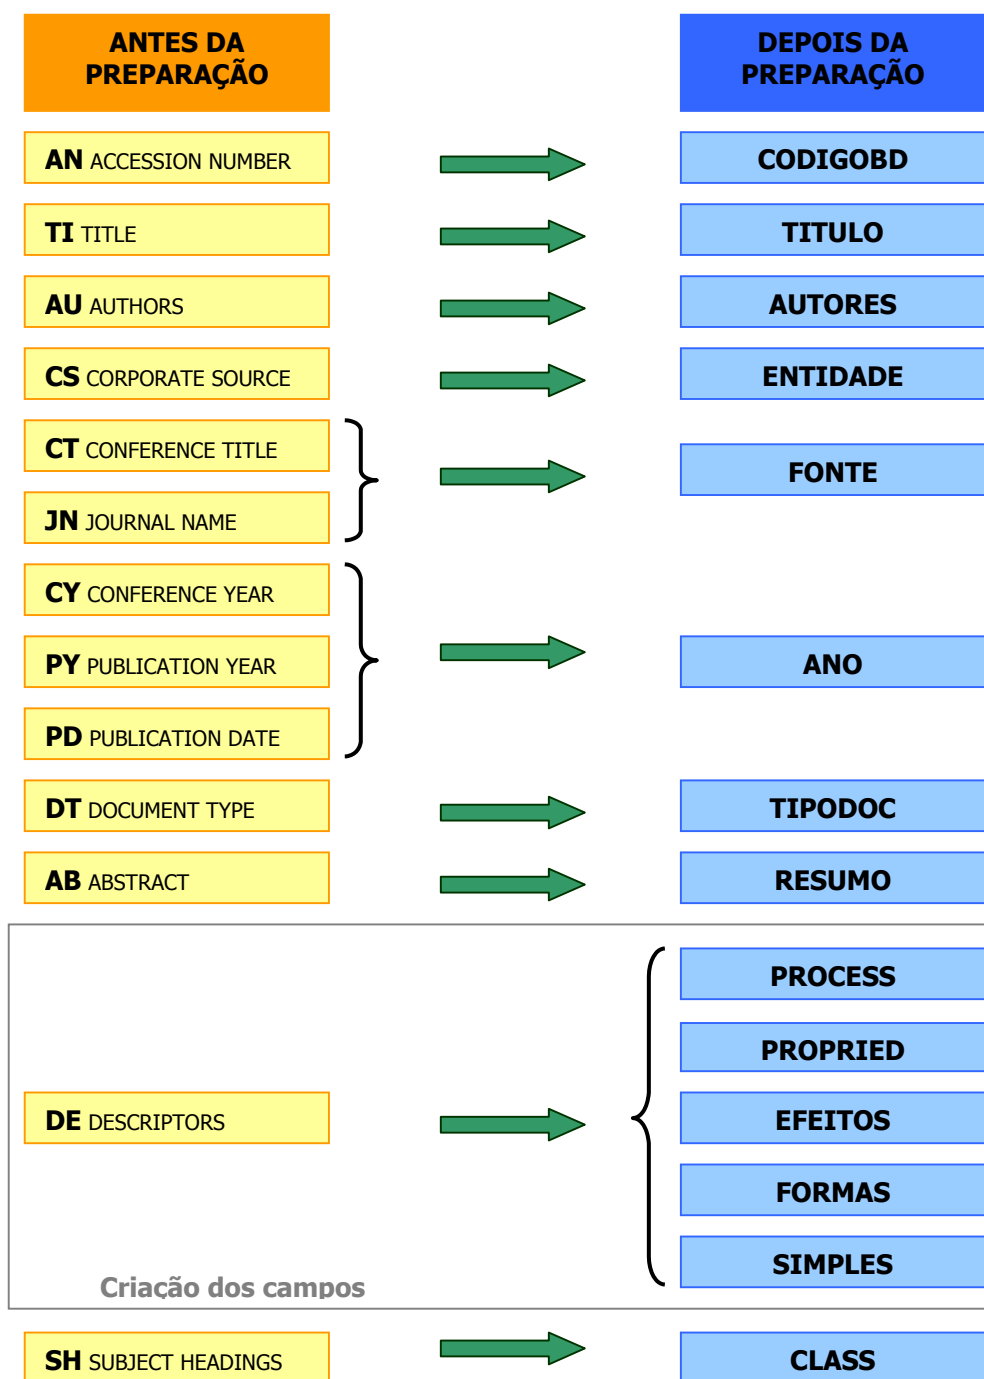 ANTES DA
PREPARAÇÃO
DEPOIS DA
PREPARAÇÃO
AN ACCESSION NUMBER
CODIGOBD
TI TITLE
TITULO
AU AUTHORS
AUTORES
CS CORPORATE SOURCE
ENTIDADE
CT CONFERENCE TITLE
JN JOURNAL NAME
FONTE
CY CONFERENCE YEAR
PY PUBLICATION YEAR
PD PUBLICATION DATE
ANO
DT DOCUMENT TYPE
TIPODOC
AB ABSTRACT
RESUMO
DE DESCRIPTORS
PROCESS
PROPRIED
EFEITOS
FORMAS
SIMPLES
Criação dos campos
SH SUBJECT HEADINGS
CLASS